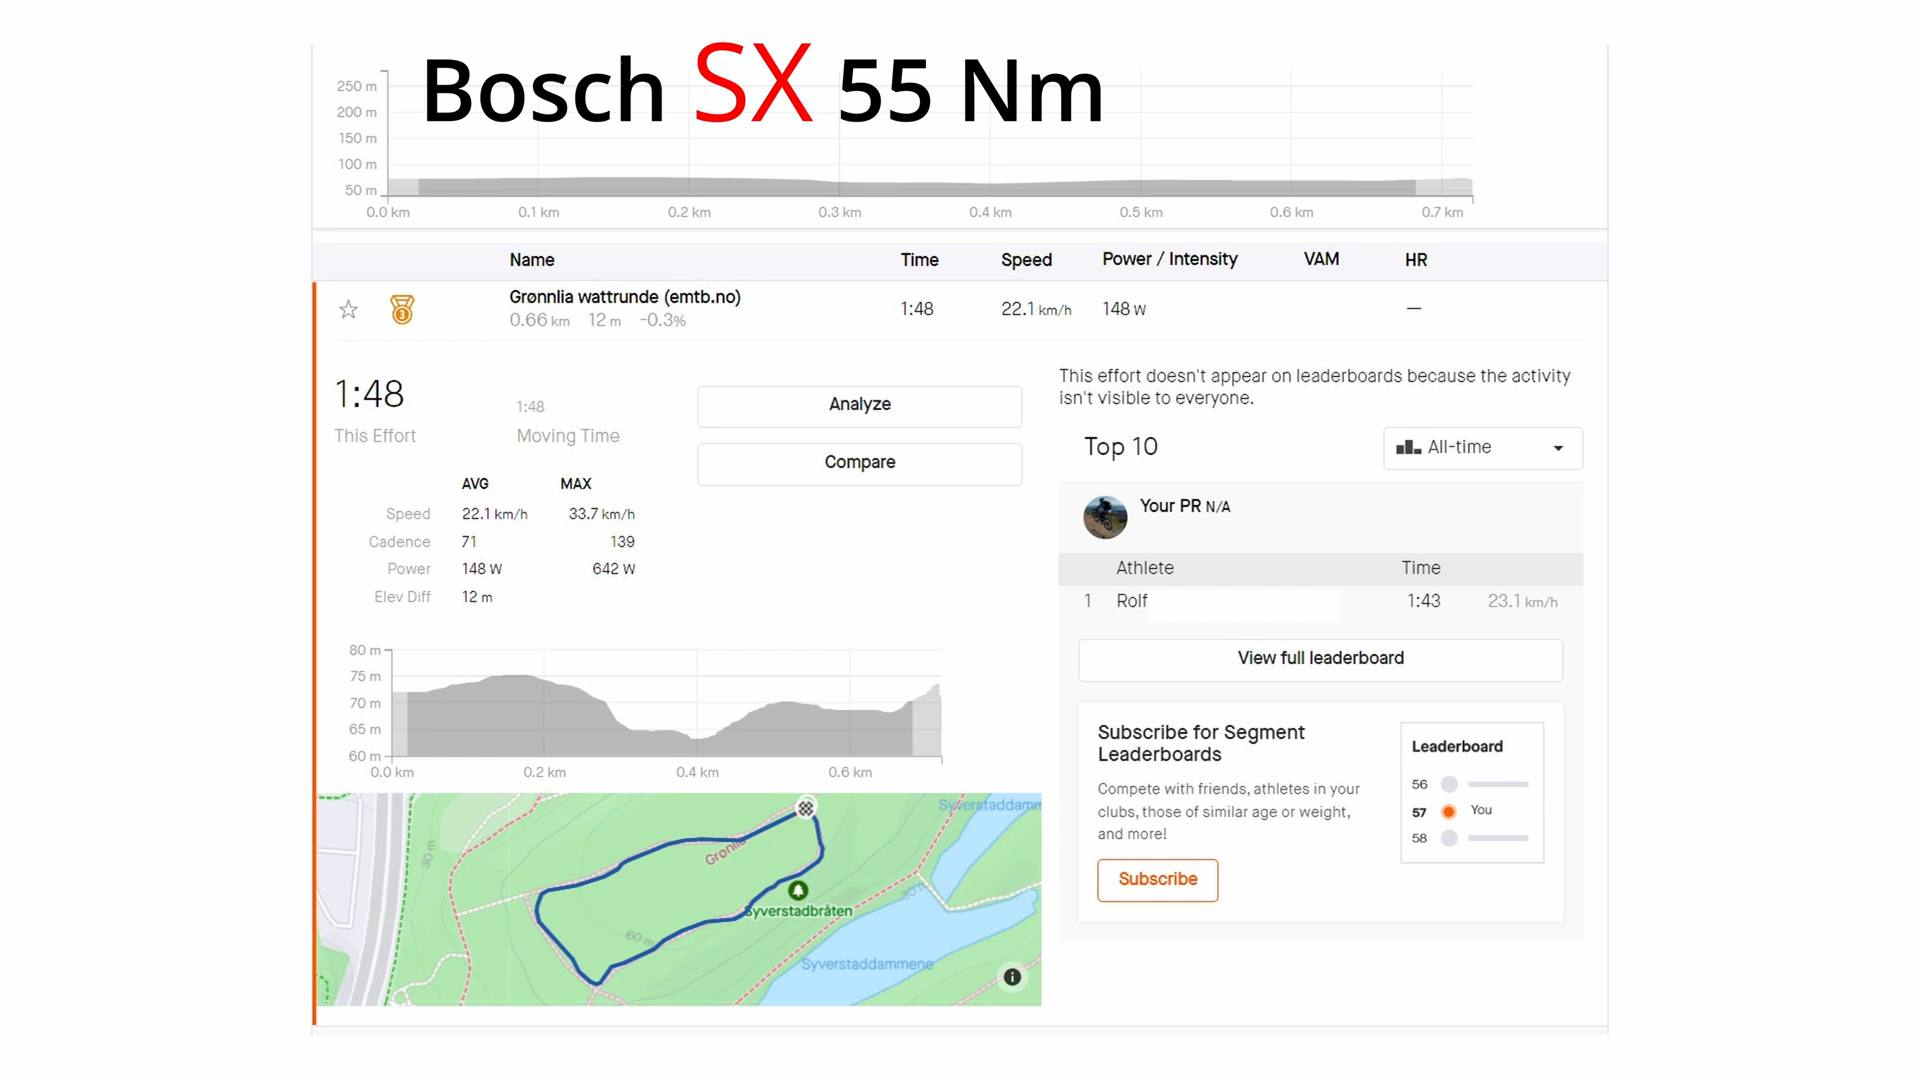 Bosch SX 55 Nm
250 m
200 m
150 m
100 m
50 m
0.0 km 0.1 km 0.2 km 0.3 km 0.4 km 0.5 km 0.6 km 0.7 km
Name Time Speed Power / Intensity VAM HR
3
Grønnlia wattrunde (emtb.no) 1:48 22.1 km/h 148 W —
0.66 km 12 m -0.3%
1:48
This Effort
1:48
Moving Time
Analyze
Compare
AVG MAX
Speed 22.1 km/h 33.7 km/h
Cadence 71 139
Power 148 W 642 W
Elev Diff 12 m
80 m
75 m
70 m
65 m
60 m
0.0 km 0.2 km 0.4 km 0.6 km
Syverstaddamm
30 m
Grønli
30 m
Syverstadbråten
60 m
Syverstaddammene
i
This effort doesn't appear on leaderboards because the activity
isn't visible to everyone.
Top 10
All-time
Your PR N/A
Athlete Time
1 Rolf 1:43 23.1 km/h
View full leaderboard
Subscribe for Segment
Leaderboards
Compete with friends, athletes in your
clubs, those of similar age or weight,
and more!
Subscribe
Leaderboard
56
57 You
58